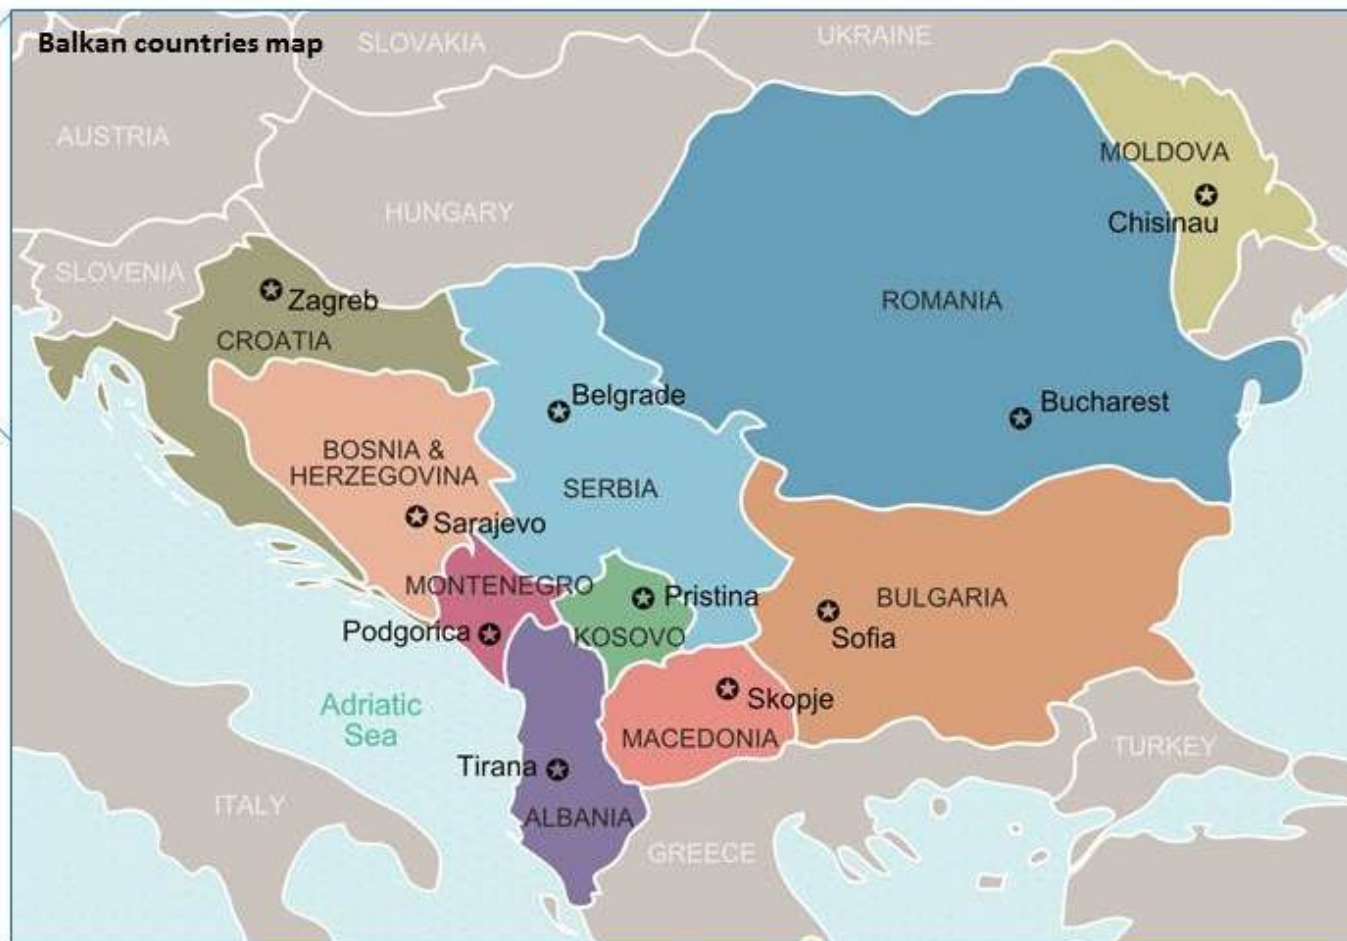 Balkan countries map
SLOVAKIA
UKRAINE
AUSTRIA
MOLDOVA
HUNGARY
Chisinau
SLOVENIA
Zagreb
ROMANIA
CROATIA
Belgrade
Bucharest
BOSNIA &
HERZEGOVINA
SERBIA
Sarajevo
MONTENEGRO
Pristina
BULGARIA
Podgorica
KOSOVO
Sofia
Adriatic
Sea
Skopje
MACEDONIA
TURKEY
Tirana
ITALY
ALBANIA
GREECE